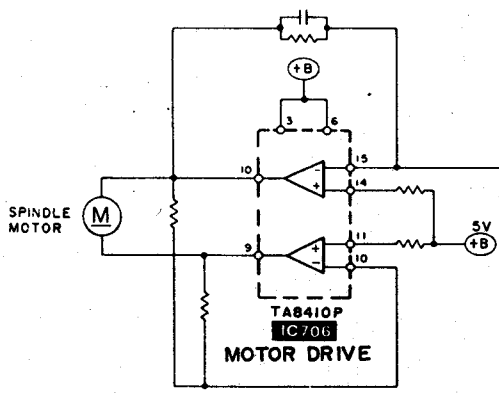 +B
3 6
10 15
14
SPINDLE
MOTOR
M
5V
+B
9 11
10
TA8410P
IC706
MOTOR DRIVE